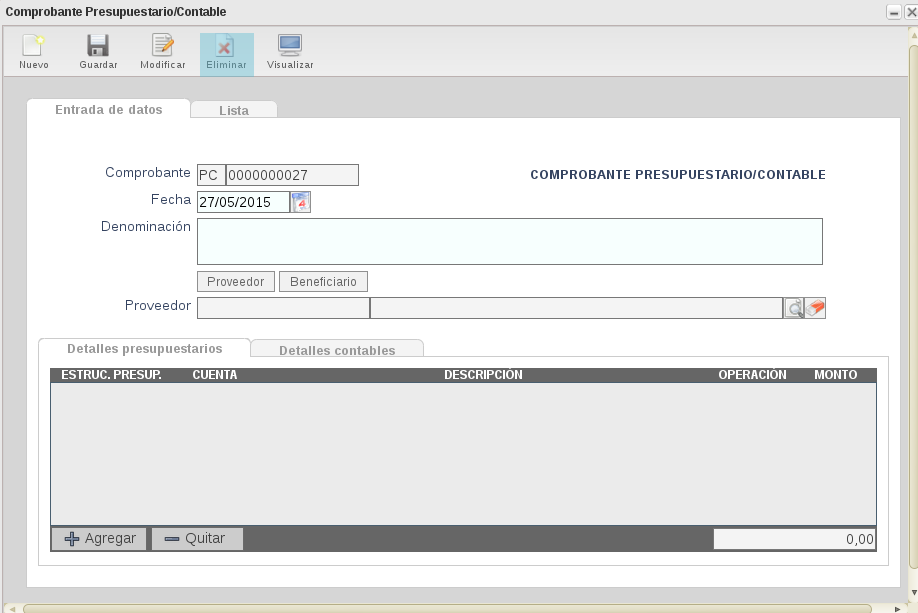 Comprobante Presupuestario/Contable
Nuevo Guardar Modificar Eliminar Visualizar
Entrada de datos Lista
Comprobante PC 0000000027 COMPROBANTE PRESUPUESTARIO/CONTABLE
Fecha 27/05/2015
Denominación
Proveedor Beneficiario
Proveedor
Detalles presupuestarios Detalles contables
ESTRUC. PRESUP. CUENTA DESCRIPCIÓN OPERACIÓN MONTO
Agregar Quitar 0,00